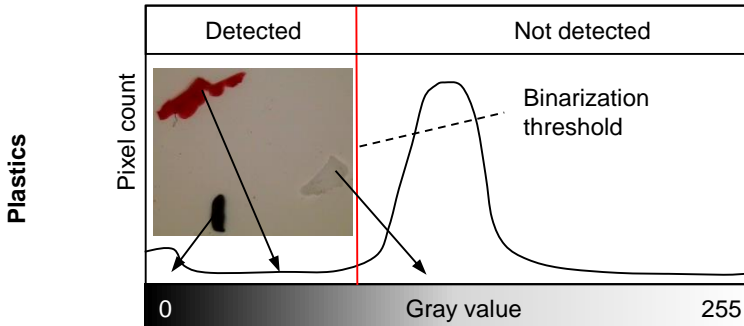 Detected
Not detected
Plastics
Pixel count
Binarization
threshold
0
Gray value
255